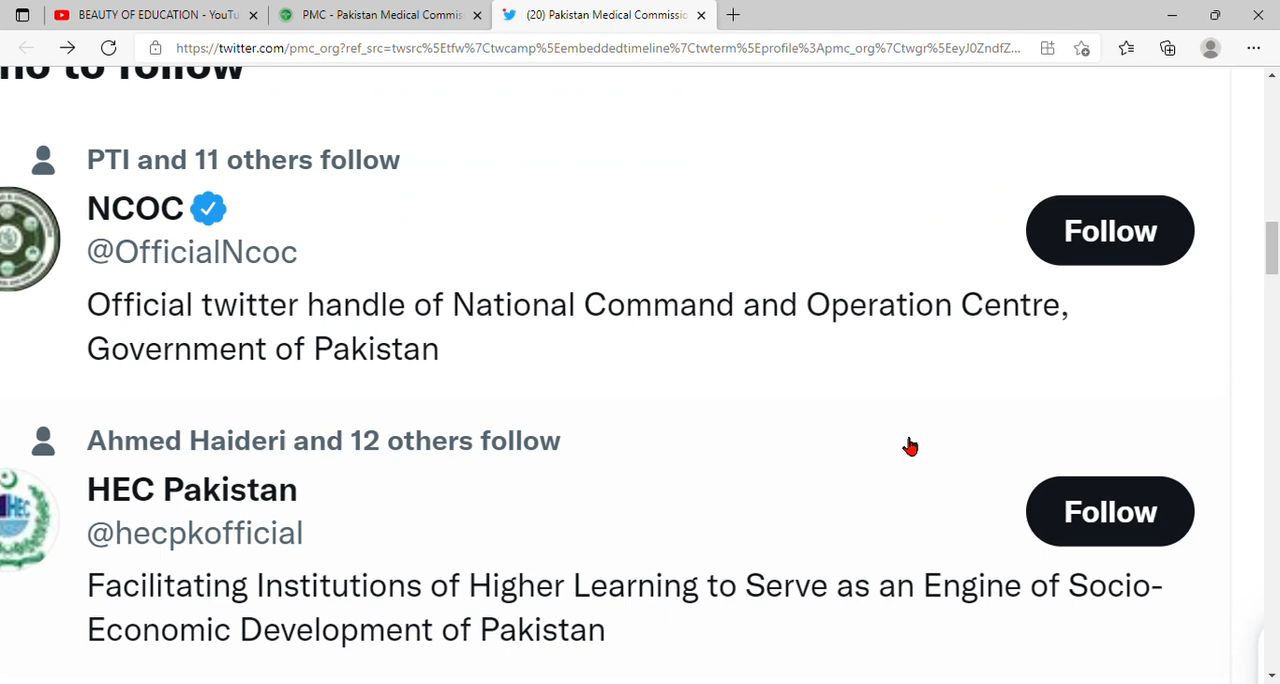 BEAUTY OF EDUCATION - YouTu
PMC - Pakistan Medical Commis
(20) Pakistan Medical Commissio
https://twitter.com/pmc_org?ref_src=twsrc%5Etfw%7Ctwcamp%5Eembeddedtimeline%7Ctwterm%5Eprofile%3Apmc_org%7Ctwgr%5EeyJ0ZndfZ...
to follow
PTI and 11 others follow
NCOC
@OfficialNcoc
Follow
Official twitter handle of National Command and Operation Centre,
Government of Pakistan
Ahmed Haideri and 12 others follow
HEC Pakistan
@hecpkofficial
Follow
HEC
Facilitating Institutions of Higher Learning to Serve as an Engine of Socio-
Economic Development of Pakistan